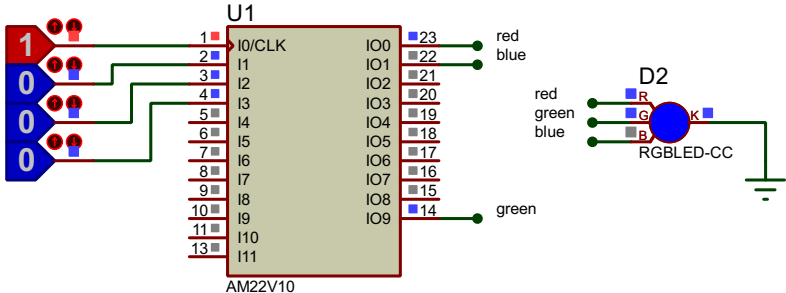 U1
1
0
0
0
1 I0/CLK
2 I1
3 I2
4 I3
5 I4
6 I5
7 I6
8 I7
9 I8
10 I9
11 I10
13 I11
IO0 23 red
IO1 22 blue
IO2 21
IO3 20
IO4 19
IO5 18
IO6 17
IO7 16
IO8 15
IO9 14 green
AM22V10
D2
red R
green G K
blue B
RGBLED-CC